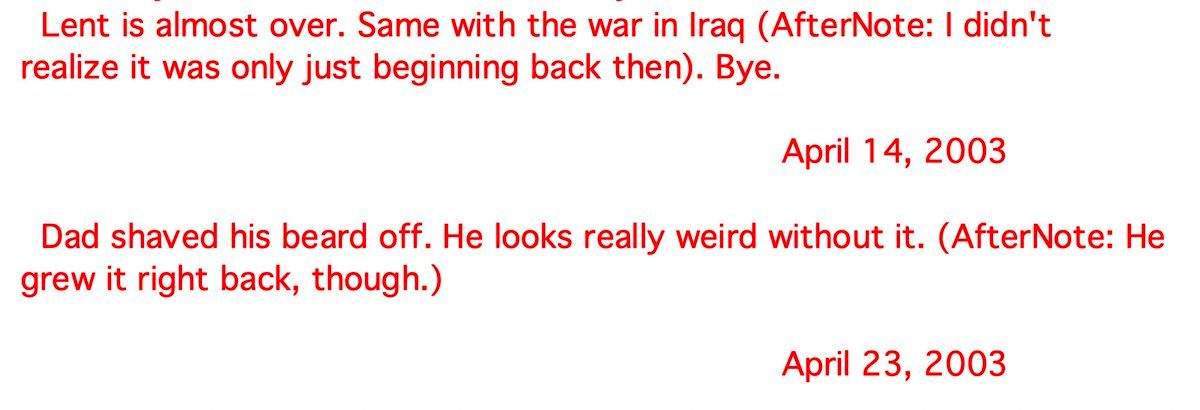 Lent is almost over. Same with the war in Iraq (AfterNote: I didn't
realize it was only just beginning back then). Bye.
April 14, 2003
Dad shaved his beard off. He looks really weird without it. (AfterNote: He
grew it right back, though.)
April 23, 2003